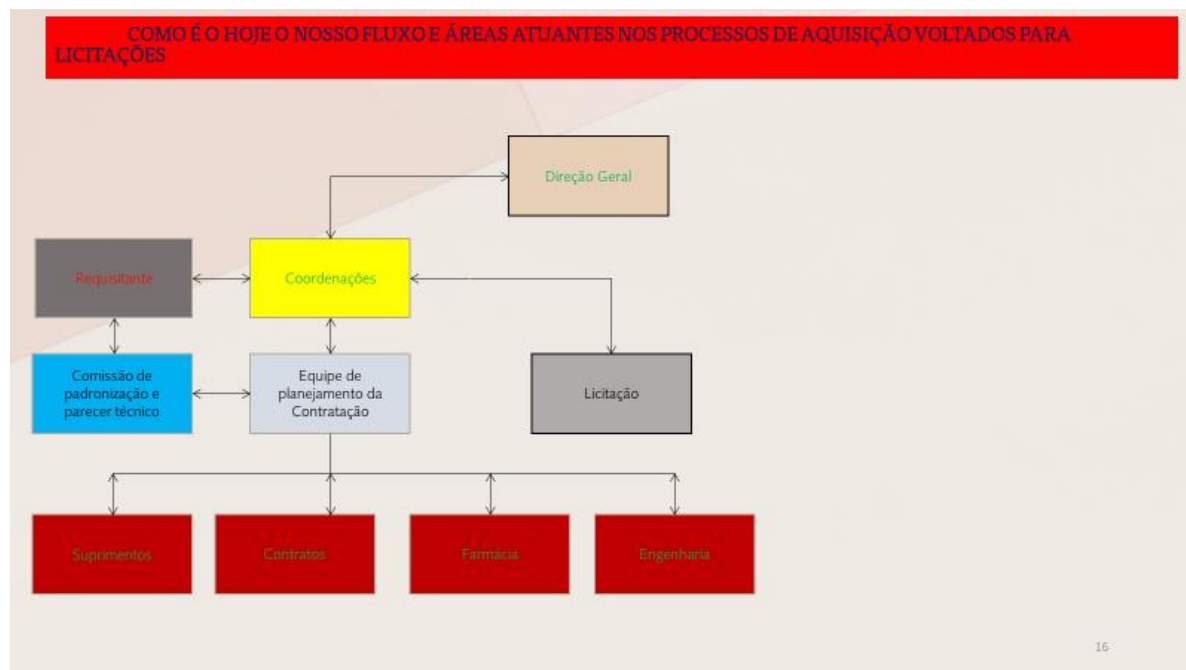 COMO É O HOJE O NOSSO FLUXO E ÁREAS ATUANTES NOS PROCESSOS DE AQUISIÇÃO VOLTADOS PARA
LICITAÇÕES
Direção Geral
Requisitante
Coordenações
Comissão de
padronização e
parecer técnico
Equipe de
planejamento da
Contratação
Licitação
Suprimentos
Contratos
Farmácia
Engenharia
16